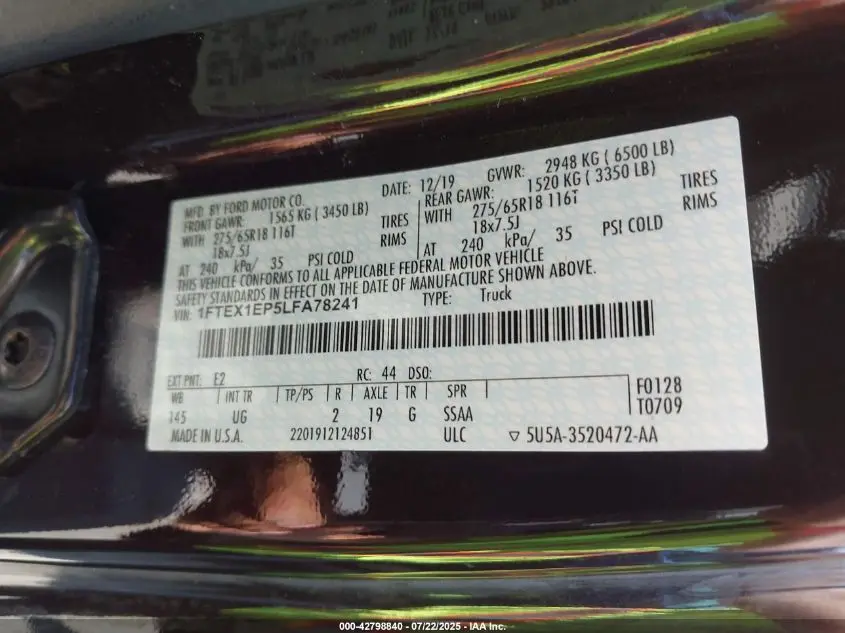 MFD. BY FORD MOTOR CO. DATE: 12/19 GVWR: 2948 KG ( 6500 LB)
FRONT GAWR: 1565 KG ( 3450 LB) REAR GAWR: 1520 KG ( 3350 LB)
WITH 275/65R18 116T TIRES WITH 275/65R18 116T TIRES
18x7.5J RIMS 18x7.5J RIMS
AT 240 kPa/ 35 PSI COLD AT 240 kPa/ 35 PSI COLD
THIS VEHICLE CONFORMS TO ALL APPLICABLE FEDERAL MOTOR VEHICLE
SAFETY STANDARDS IN EFFECT ON THE DATE OF MANUFACTURE SHOWN ABOVE.
VIN: 1FTEX1EP5LFA78241 TYPE: Truck
EXT PNT: E2 RC: 44 DSO:
WB INT TR TP/PS R AXLE TR SPR
145 UG 2 19 G SSAA
F0128
T0709
MADE IN U.S.A. 2201912124851 ULC ▽ 5U5A-3520472-AA
000-42798840 - 07/22/2025 - IAA Inc.